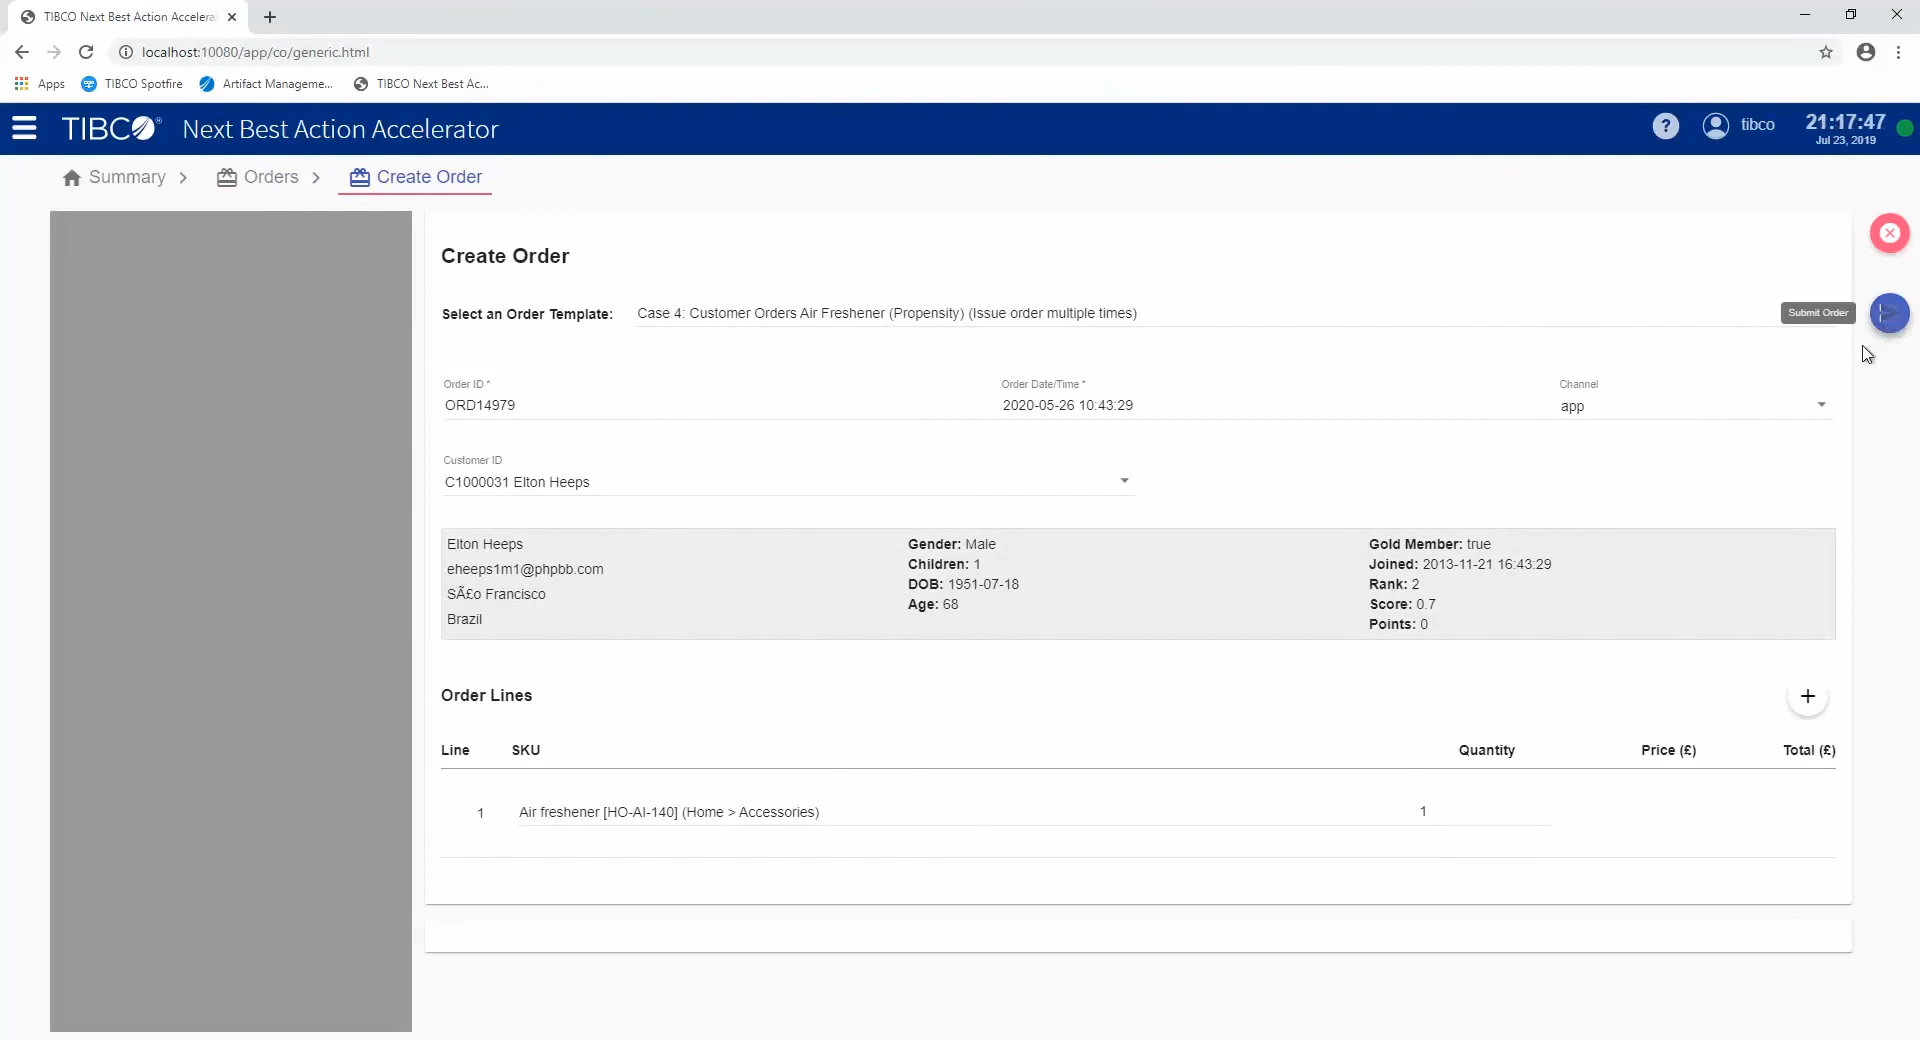 TIBCO Next Best Action Accelera
localhost:10080/app/co/generic.html
Apps TIBCO Spotfire Artifact Manageme... TIBCO Next Best Ac...
TIBCO® Next Best Action Accelerator ? tibco 21:17:47
Jul 23, 2019
Summary Orders Create Order
Create Order
Select an Order Template: Case 4: Customer Orders Air Freshener (Propensity) (Issue order multiple times)
Submit Order
Order ID * Order Date/Time * Channel
ORD14979 2020-05-26 10:43:29 app
Customer ID
C1000031 Elton Heeps
Elton Heeps Gender: Male Gold Member: true
eheeps1m1@phpbb.com Children: 1 Joined: 2013-11-21 16:43:29
SÃ£o Francisco DOB: 1951-07-18 Rank: 2
Brazil Age: 68 Score: 0.7
Points: 0
Order Lines
Line SKU Quantity Price (£) Total (£)
1 Air freshener [HO-AI-140] (Home > Accessories) 1